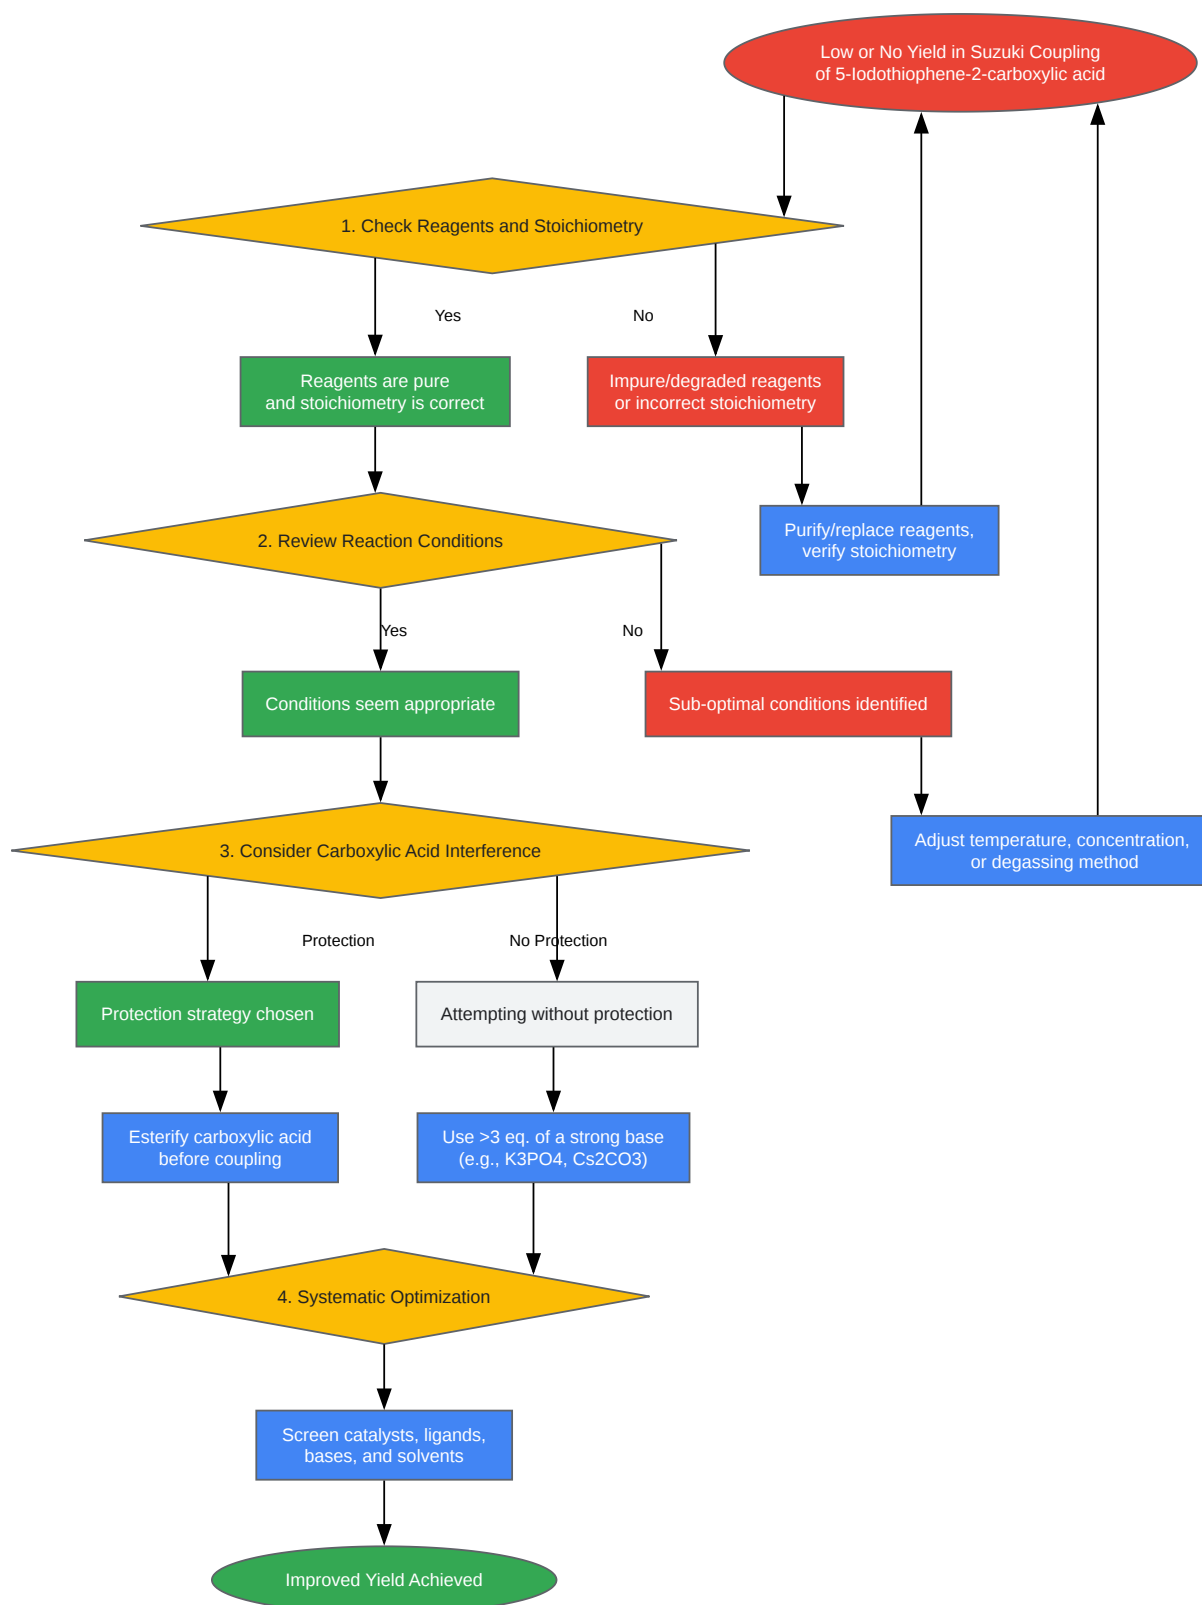 Low or No Yield in Suzuki Coupling
of 5-Iodothiophene-2-carboxylic acid
1. Check Reagents and Stoichiometry
Yes
No
Reagents are pure
and stoichiometry is correct
Impure/degraded reagents
or incorrect stoichiometry
2. Review Reaction Conditions
Purify/replace reagents,
verify stoichiometry
Yes
No
Conditions seem appropriate
Sub-optimal conditions identified
3. Consider Carboxylic Acid Interference
Adjust temperature, concentration,
or degassing method
Protection
No Protection
Protection strategy chosen
Attempting without protection
Esterify carboxylic acid
before coupling
Use >3 eq. of a strong base
(e.g., K3PO4, Cs2CO3)
4. Systematic Optimization
Screen catalysts, ligands,
bases, and solvents
Improved Yield Achieved